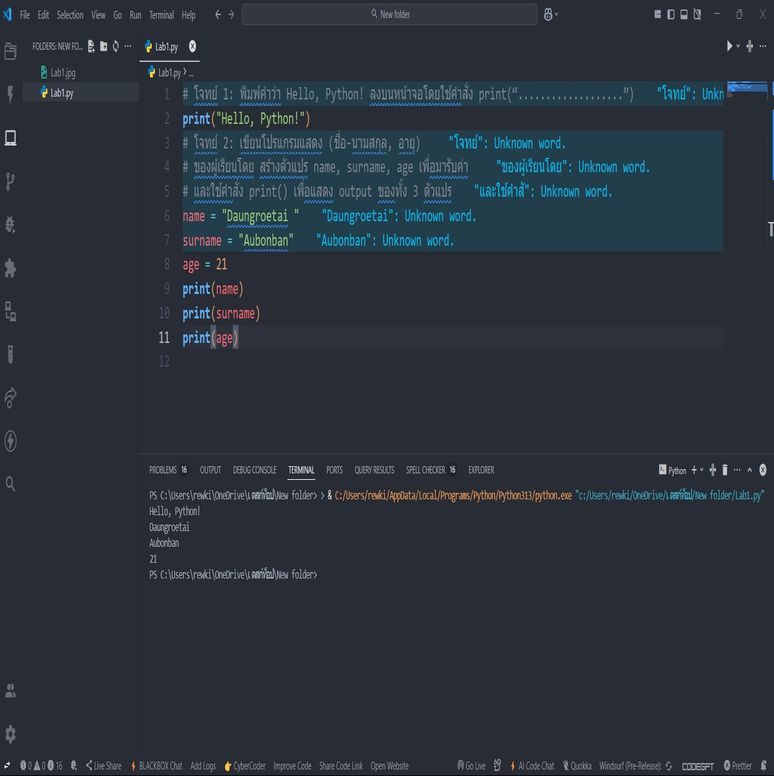 File Edit Selection View Go Run Terminal Help
New folder
FOLDERS: NEW FO...
Lab1.jpg
Lab1.py
Lab1.py
Lab1.py > ...
1 # โจทย์ 1: พิมพ์คำว่า Hello, Python! ลงบนหน้าจอโดยใช้คำสั่ง print(“...................”) "โจทย์": Unkn
2 print("Hello, Python!")
3 # โจทย์ 2: เขียนโปรแกรมแสดง (ชื่อ-นามสกุล, อายุ) "โจทย์": Unknown word.
4 # ของผู้เรียนโดย สร้างตัวแปร name, surname, age เพื่อมารับค่า "ของผู้เรียนโดย": Unknown word.
5 # และใช้คำสั่ง print() เพื่อแสดง output ของทั้ง 3 ตัวแปร "และใช้คำสั่": Unknown word.
6 name = "Daungroetai " "Daungroetai": Unknown word.
7 surname = "Aubonban" "Aubonban": Unknown word.
8 age = 21
9 print(name)
10 print(surname)
11 print(age)
12
PROBLEMS 16 OUTPUT DEBUG CONSOLE TERMINAL PORTS QUERY RESULTS SPELL CHECKER 16 EXPLORER
Python
PS C:\Users\rewki\OneDrive\เดสก์ท็อป\New folder> & C:/Users/rewki/AppData/Local/Programs/Python/Python313/python.exe "c:/Users/rewki/OneDrive/เดสก์ท็อป/New folder/Lab1.py"
Hello, Python!
Daungroetai
Aubonban
21
PS C:\Users\rewki\OneDrive\เดสก์ท็อป\New folder>
0 0 16 Live Share BLACKBOX Chat Add Logs CyberCoder Improve Code Share Code Link Open Website Go Live AI Code Chat Quokka Windsurf (Pre-Release): CODEGPT Prettier